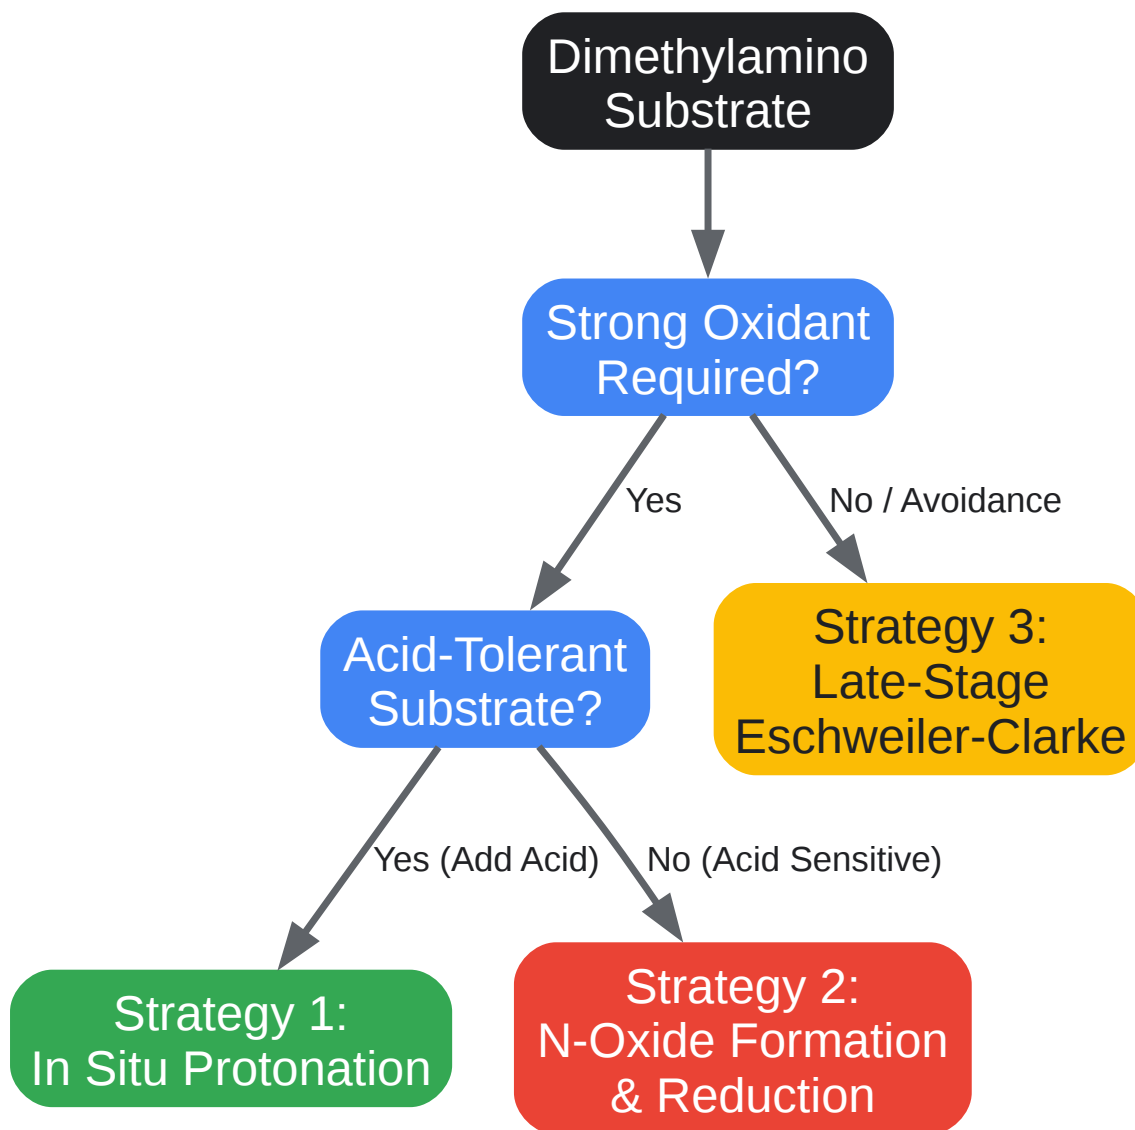 Dimethylamino
Substrate
Strong Oxidant
Required?
Yes
No / Avoidance
Strategy 3:
Late-Stage
Eschweiler-Clarke
Acid-Tolerant
Substrate?
Yes (Add Acid)
No (Acid Sensitive)
Strategy 1:
In Situ Protonation
Strategy 2:
N-Oxide Formation
& Reduction